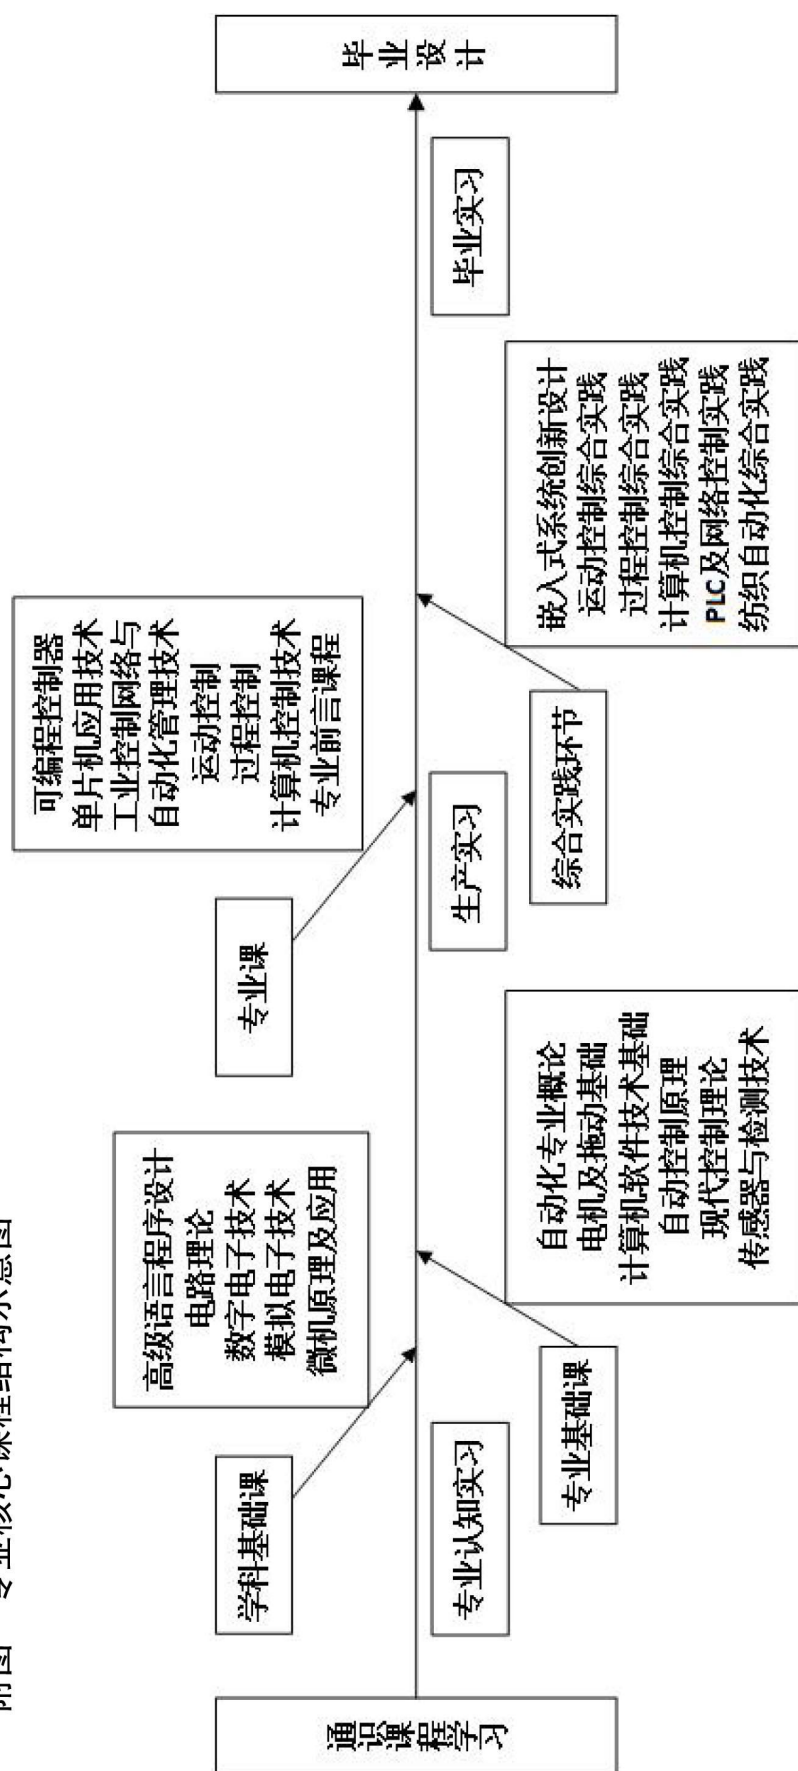 附图 专业核心课程结构示意图
通识课程学习
学科基础课
高级语言程序设计
电路理论
数字电子技术
模拟电子技术
微机原理及应用
专业认知实习
专业基础课
自动化专业概论
电机及拖动基础
计算机软件技术基础
自动控制原理
现代控制理论
传感器与检测技术
专业课
可编程控制器
单片机应用技术
工业控制网络与
自动化管理技术
运动控制
过程控制
计算机控制技术
专业前言课程
生产实习
综合实践环节
嵌入式系统创新设计
运动控制综合实践
过程控制综合实践
计算机控制综合实践
PLC及网络控制实践
纺织自动化综合实践
毕业实习
毕业设计